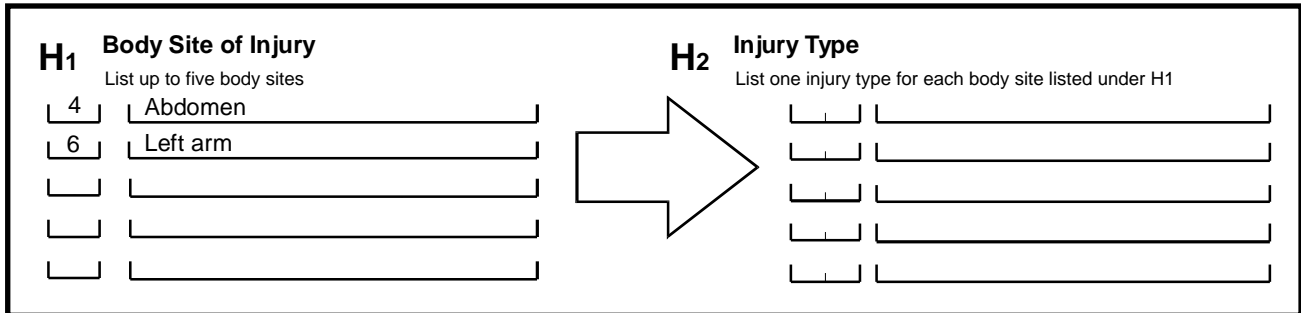 H1 Body Site of Injury
List up to five body sites
4 Abdomen
6 Left arm
H2 Injury Type
List one injury type for each body site listed under H1